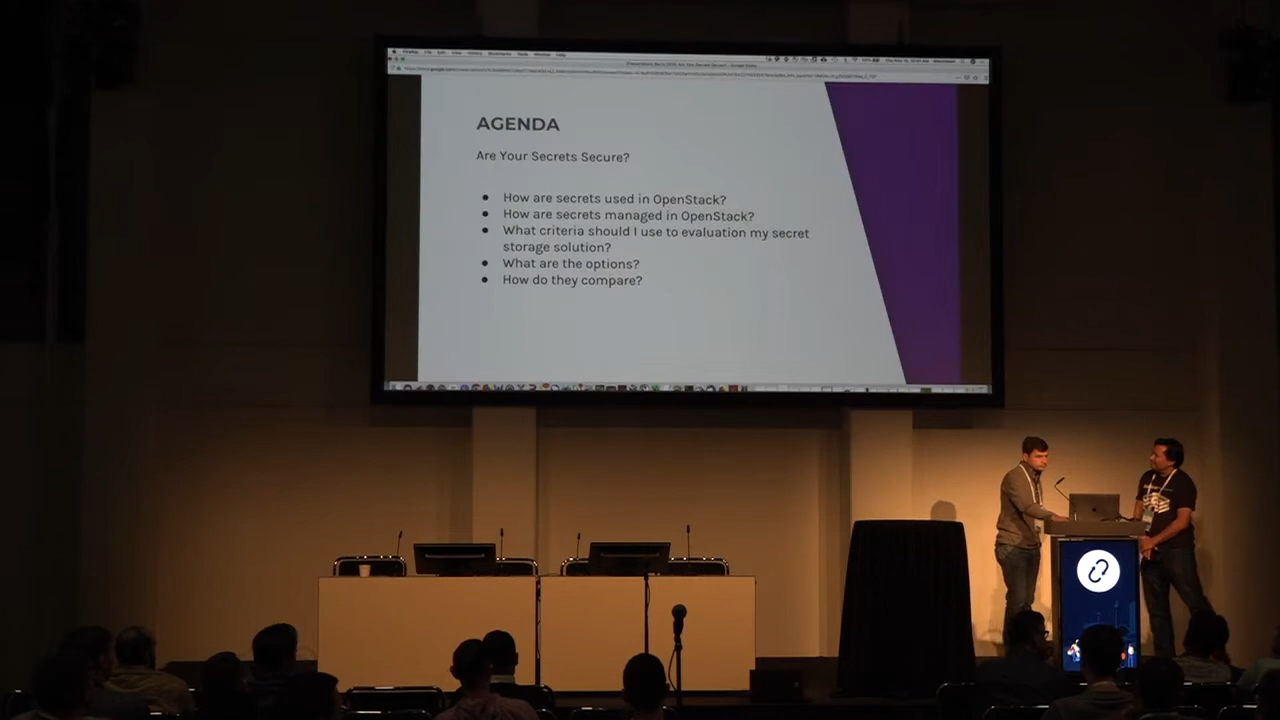 AGENDA
Are Your Secrets Secure?
● How are secrets used in OpenStack?
● How are secrets managed in OpenStack?
● What criteria should I use to evaluation my secret
storage solution?
● What are the options?
● How do they compare?